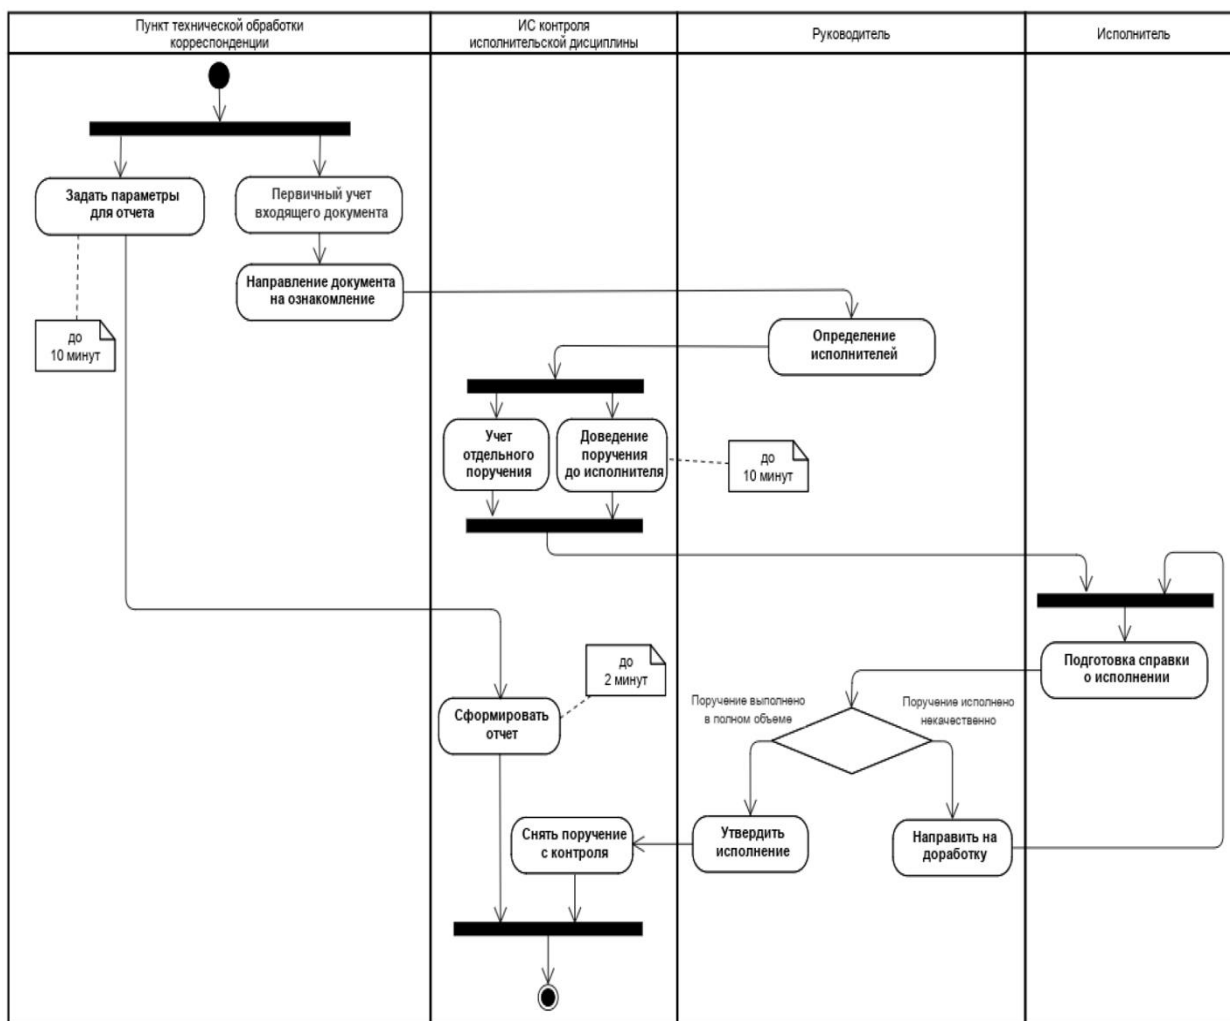 Пункт технической обработки
корреспонденции
ИС контроля
исполнительской дисциплины
Руководитель
Исполнитель
Задать параметры
для отчета
Первичный учет
входящего документа
Направление документа
на ознакомление
до
10 минут
Определение
исполнителей
Учет
отдельного
поручения
Доведение
поручения
до исполнителя
до
10 минут
Подготовка справки
о исполнении
до
2 минут
Сформировать
отчет
Поручение выполнено
в полном объеме
Поручение исполнено
некачественно
Снять поручение
с контроля
Утвердить
исполнение
Направить на
доработку